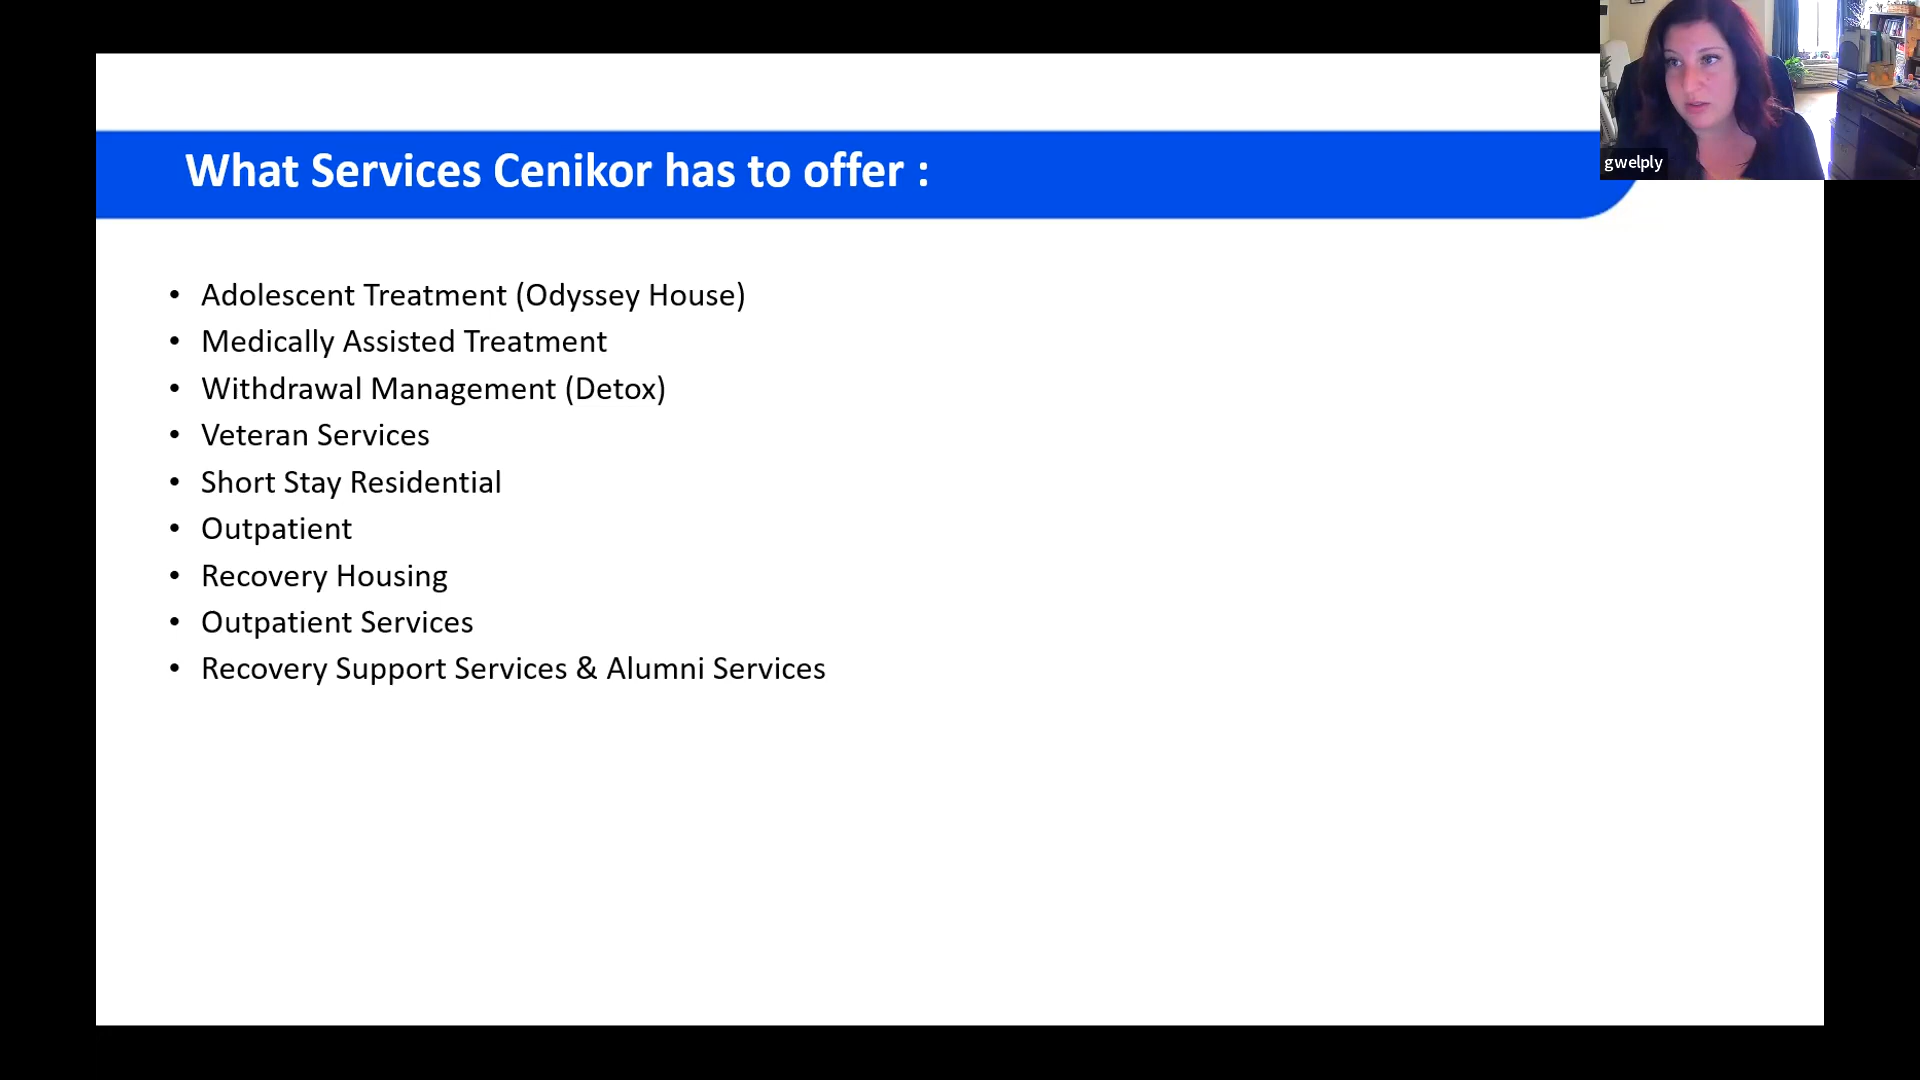 What Services Cenikor has to offer :
gwelply
• Adolescent Treatment (Odyssey House)
• Medically Assisted Treatment
• Withdrawal Management (Detox)
• Veteran Services
• Short Stay Residential
• Outpatient
• Recovery Housing
• Outpatient Services
• Recovery Support Services & Alumni Services